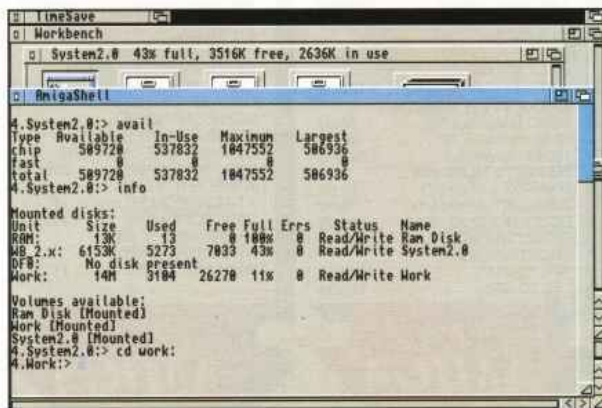 TimeSave
Workbench
System2.0 43% full, 3516K free, 2636K in use
AmigaShell
4.System2.0:> avail
Type Available In-Use Maximum Largest
chip 509720 537832 1047552 506936
fast 0 0 0 0
total 509720 537832 1047552 506936
4.System2.0:> info
Mounted disks:
Unit Size Used Free Full Errs Status Name
RAM: 13K 13 0 100% 0 Read/Write Ram Disk
WB_2.x: 6153K 5273 7033 43% 0 Read/Write System2.0
DF0: No disk present
Work: 14M 3104 26270 11% 0 Read/Write Work
Volumes available:
Ram Disk [Mounted]
Work [Mounted]
System2.0 [Mounted]
4.System2.0:> cd work:
4.Work:>